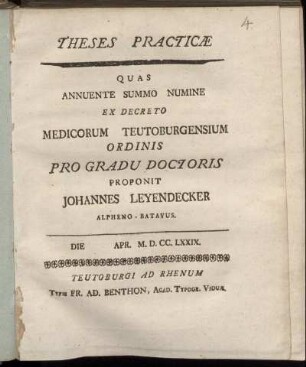 4
THESES PRACTICÆ
QUAS
ANNUENTE SUMMO NUMINE
EX DECRETO
MEDICORUM TEUTOBURGENSIUM
ORDINIS
PRO GRADU DOCTORIS
PROPONIT
JOHANNES LEYENDECKER
ALPHENO-BATAVUS.
DIE APR. M. D. CC. LXXIX.
TEUTOBURGI AD RHENUM
Typis FR. AD. BENTHON, Acad. Typogr. Viduæ.